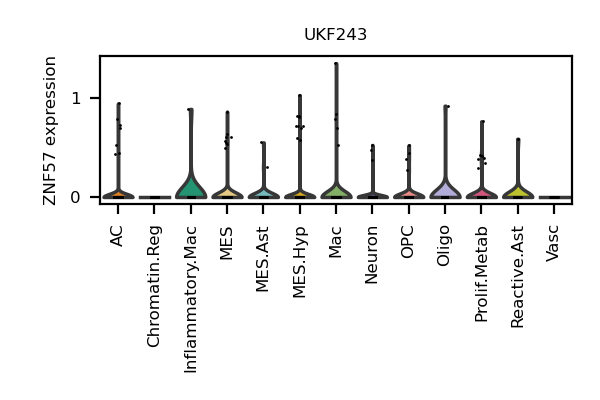 UKF243
ZNF57 expression
1
0
AC
Chromatin.Reg
Inflammatory.Mac
MES
MES.Ast
MES.Hyp
Mac
Neuron
OPC
Oligo
Prolif.Metab
Reactive.Ast
Vasc